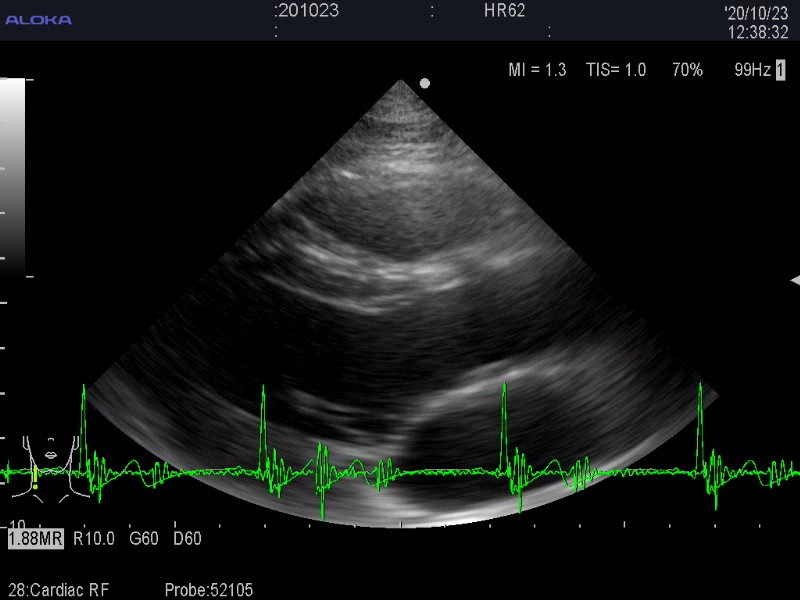 ALOKA
:201023 : HR62 '20/10/23
: : 12:38:32
MI = 1.3 TIS= 1.0 70% 99Hz 1
10
1.88MR R10.0 G60 D60
28:Cardiac RF Probe:52105